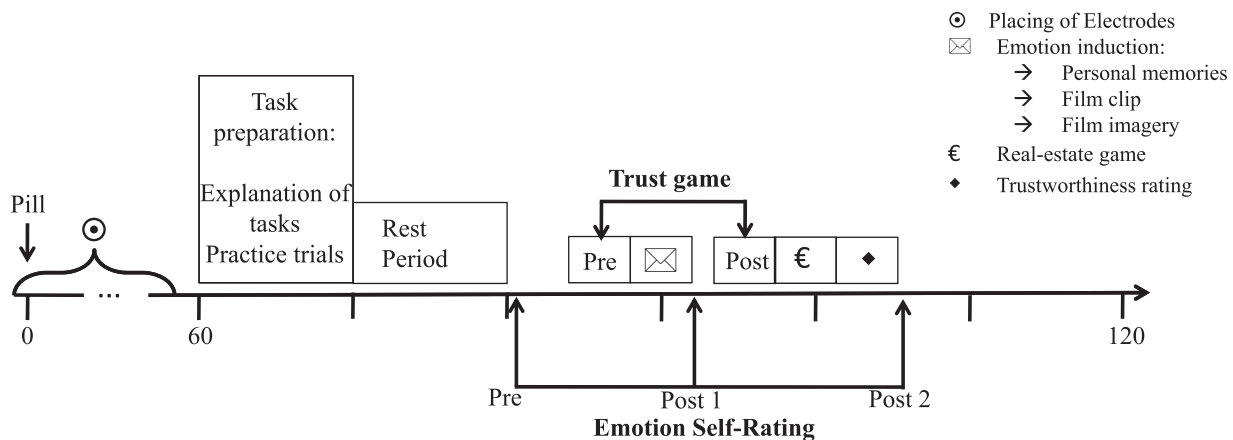 Placing of Electrodes
Emotion induction:
→ Personal memories
→ Film clip
→ Film imagery
€ Real-estate game
Trustworthiness rating
Task
preparation:
Explanation of
tasks
Practice trials
Pill
Rest
Period
Trust game
Pre
Post
€
...
0
60
120
Pre
Post 1
Post 2
Emotion Self-Rating